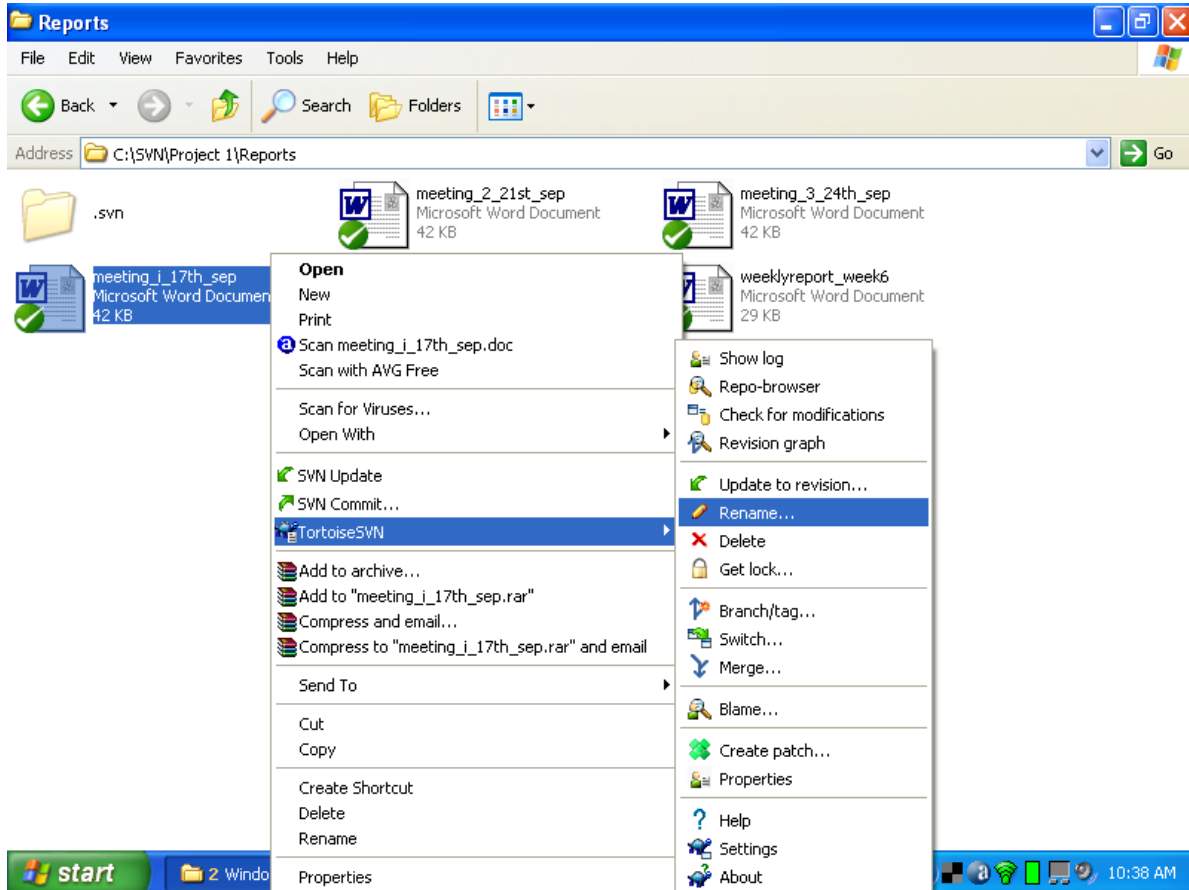 Reports
File Edit View Favorites Tools Help
Back Search Folders
Address C:\SVN\Project 1\Reports Go
.svn
meeting_2_21st_sep
Microsoft Word Document
42 KB
meeting_3_24th_sep
Microsoft Word Document
42 KB
meeting_i_17th_sep
Microsoft Word Documen
42 KB
weeklyreport_week6
Microsoft Word Document
29 KB
Open
New
Print
Scan meeting_i_17th_sep.doc
Scan with AVG Free
Scan for Viruses...
Open With
SVN Update
SVN Commit...
TortoiseSVN
Add to archive...
Add to "meeting_i_17th_sep.rar"
Compress and email...
Compress to "meeting_i_17th_sep.rar" and email
Send To
Cut
Copy
Create Shortcut
Delete
Rename
Properties
Show log
Repo-browser
Check for modifications
Revision graph
Update to revision...
Rename...
Delete
Get lock...
Branch/tag...
Switch...
Merge...
Blame...
Create patch...
Properties
Help
Settings
About
start 2 Windo 10:38 AM